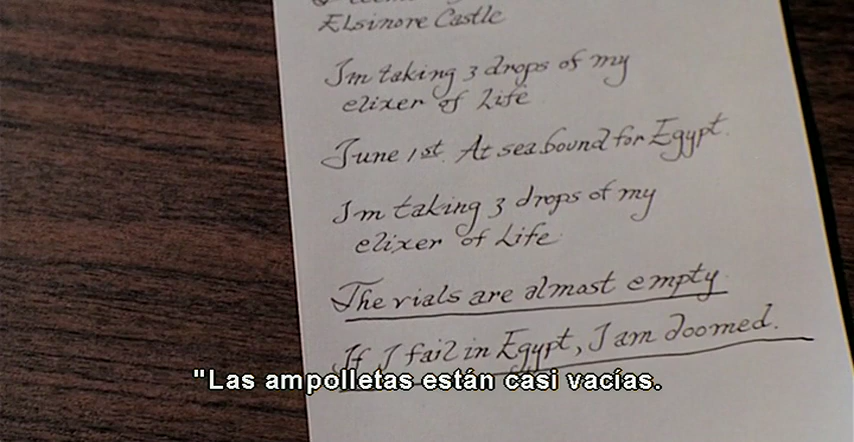 Elsinore Castle
Im taking 3 drops of my
elixer of Life
June 1st. At sea bound for Egypt.
Im taking 3 drops of my
elixer of Life
The vials are almost empty.
If I fail in Egypt, I am doomed.
"Las ampolletas están casi vacías.